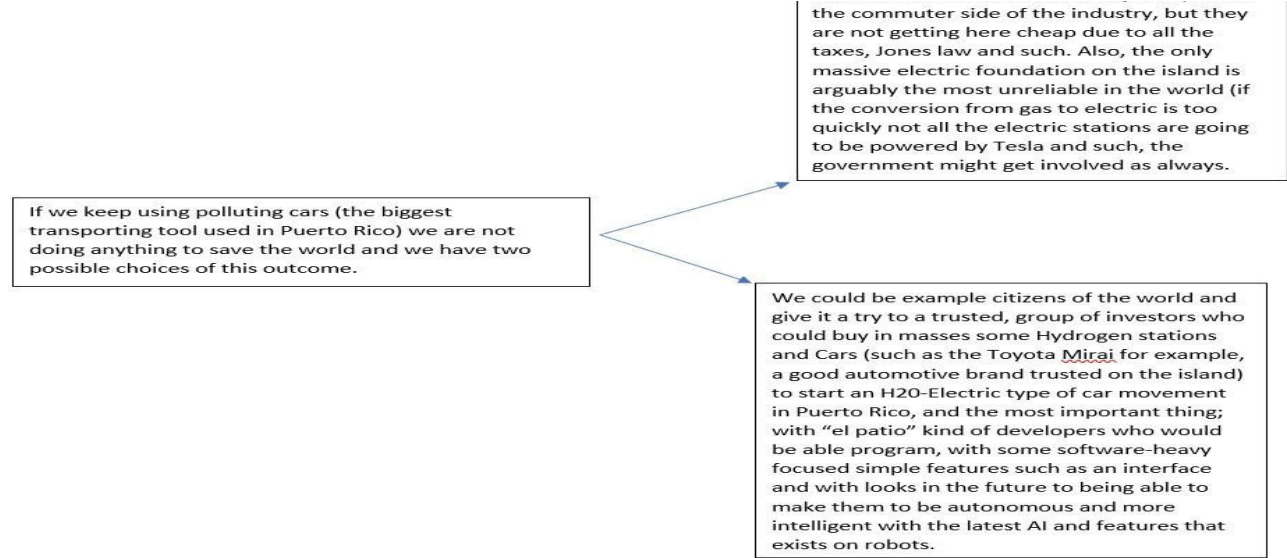 the commuter side of the industry, but they
are not getting here cheap due to all the
taxes, Jones law and such. Also, the only
massive electric foundation on the island is
arguably the most unreliable in the world (if
the conversion from gas to electric is too
quickly not all the electric stations are going
to be powered by Tesla and such, the
government might get involved as always.
If we keep using polluting cars (the biggest
transporting tool used in Puerto Rico) we are not
doing anything to save the world and we have two
possible choices of this outcome.
We could be example citizens of the world and
give it a try to a trusted, group of investors who
could buy in masses some Hydrogen stations
and Cars (such as the Toyota Mirai for example,
a good automotive brand trusted on the island)
to start an H20-Electric type of car movement
in Puerto Rico, and the most important thing;
with “el patio” kind of developers who would
be able program, with some software-heavy
focused simple features such as an interface
and with looks in the future to being able to
make them to be autonomous and more
intelligent with the latest AI and features that
exists on robots.